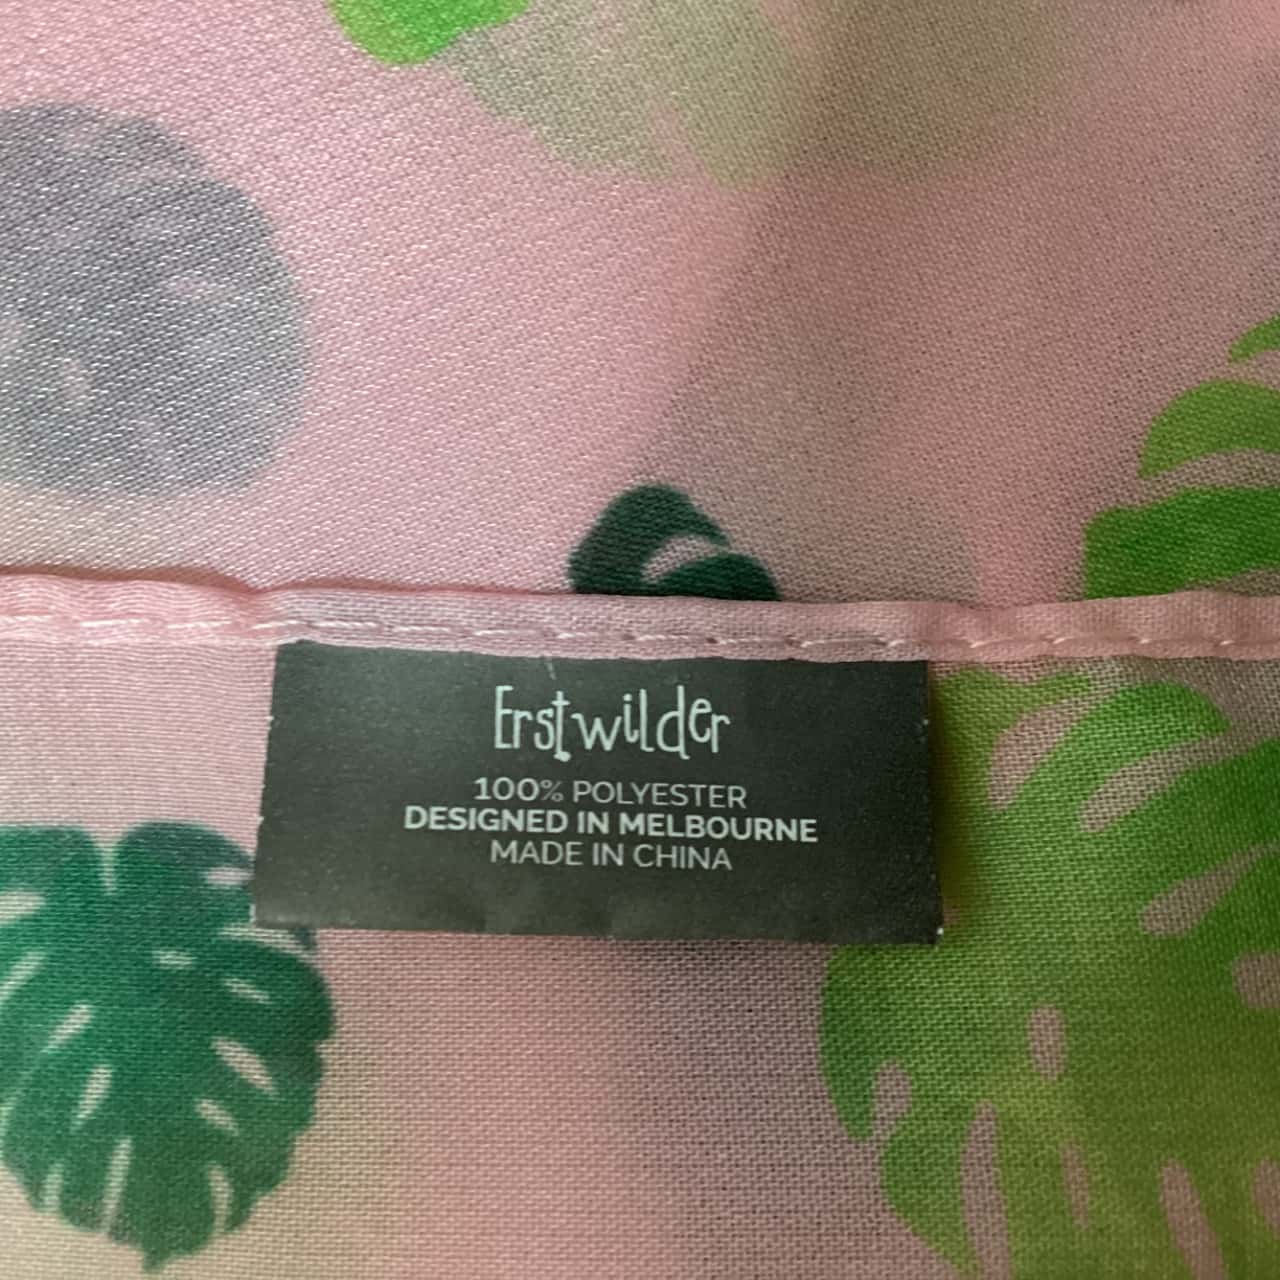 Erstwilder
100% POLYESTER
DESIGNED IN MELBOURNE
MADE IN CHINA